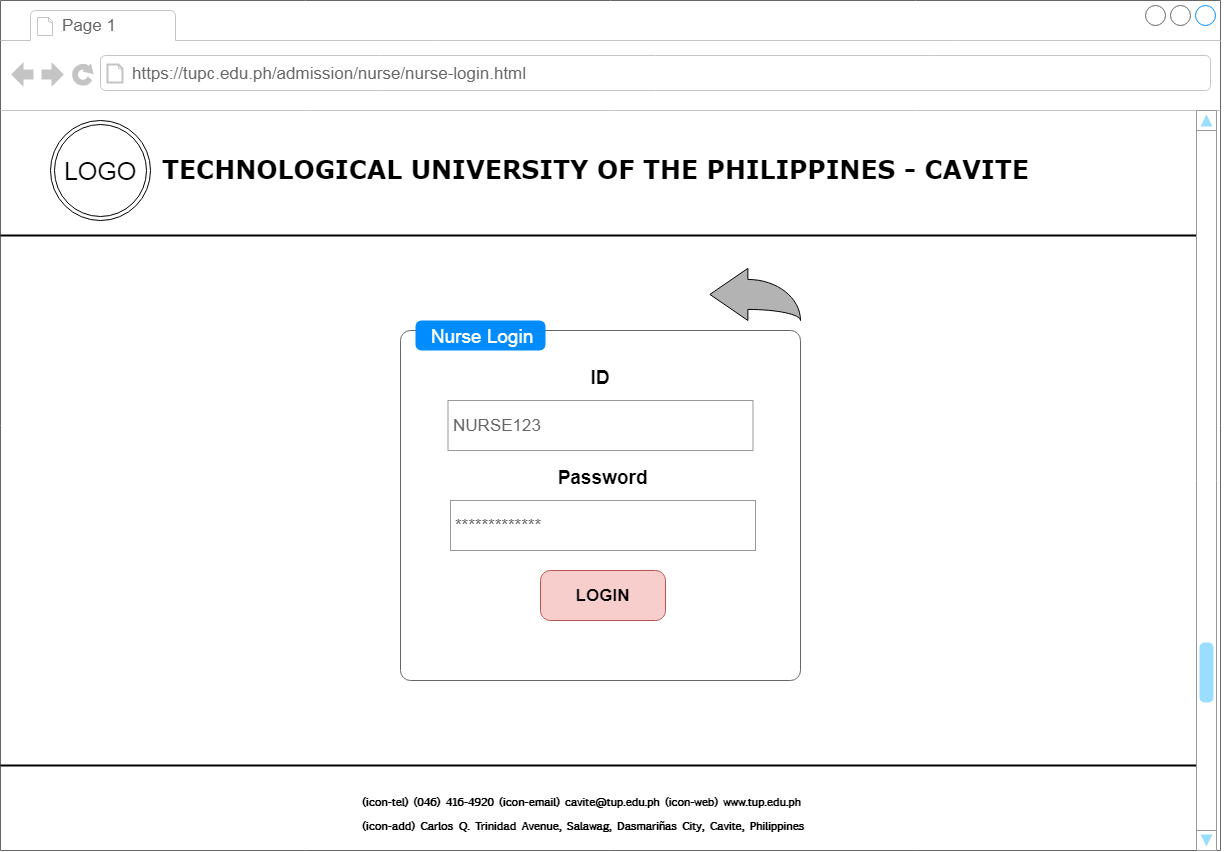 Page 1
https://tupc.edu.ph/admission/nurse/nurse-login.html
LOGO
TECHNOLOGICAL UNIVERSITY OF THE PHILIPPINES - CAVITE
Nurse Login
ID
NURSE123
Password
*************
LOGIN
(icon-tel) (046) 416-4920 (icon-email) cavite@tup.edu.ph (icon-web) www.tup.edu.ph
(icon-add) Carlos Q. Trinidad Avenue, Salawag, Dasmariñas City, Cavite, Philippines